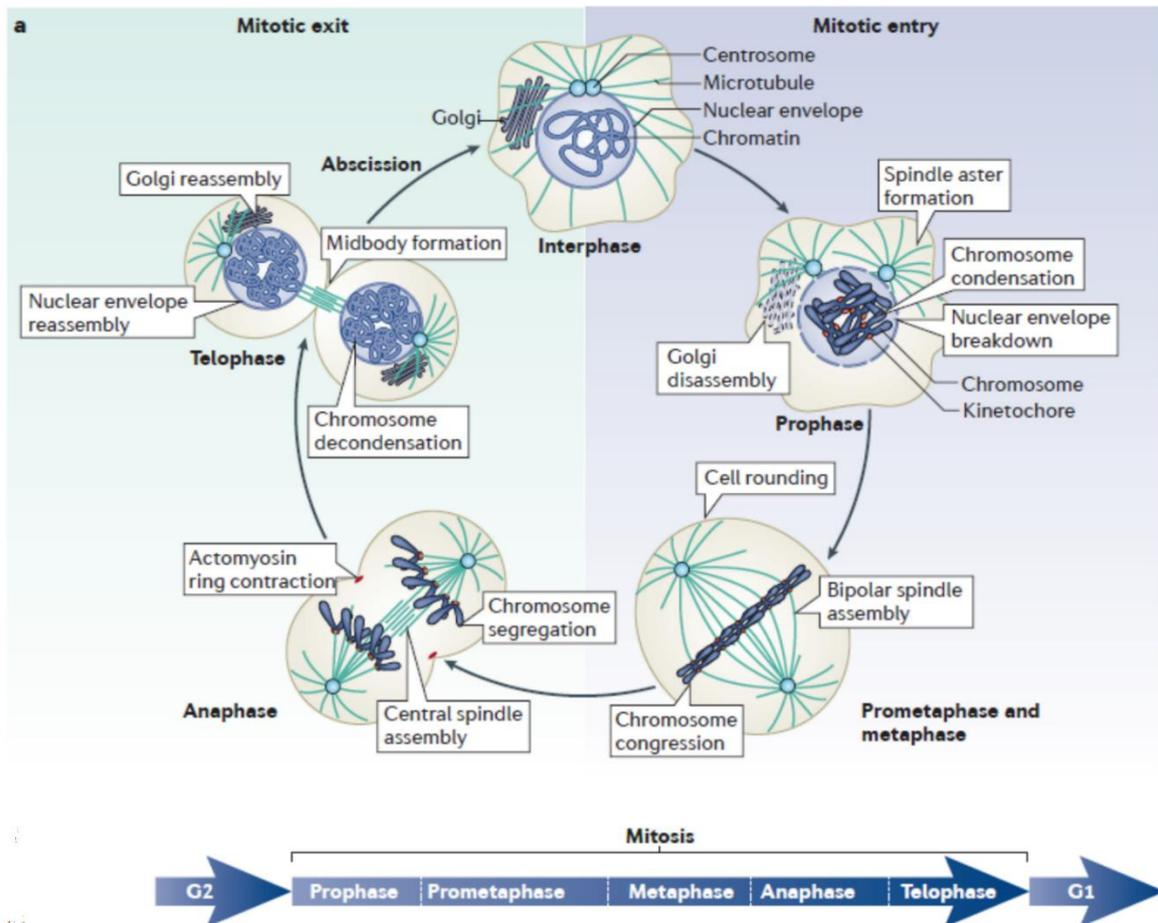 a
Mitotic exit
Mitotic entry
Centrosome
Microtubule
Nuclear envelope
Chromatin
Golgi
Abscission
Interphase
Golgi reassembly
Midbody formation
Nuclear envelope
reassembly
Telophase
Chromosome
decondensation
Spindle aster
formation
Chromosome
condensation
Nuclear envelope
breakdown
Golgi
disassembly
Chromosome
Kinetochore
Prophase
Cell rounding
Bipolar spindle
assembly
Chromosome
congression
Prometaphase and
metaphase
Actomyosin
ring contraction
Chromosome
segregation
Central spindle
assembly
Anaphase
Mitosis
G2
Prophase
Prometaphase
Metaphase
Anaphase
Telophase
G1